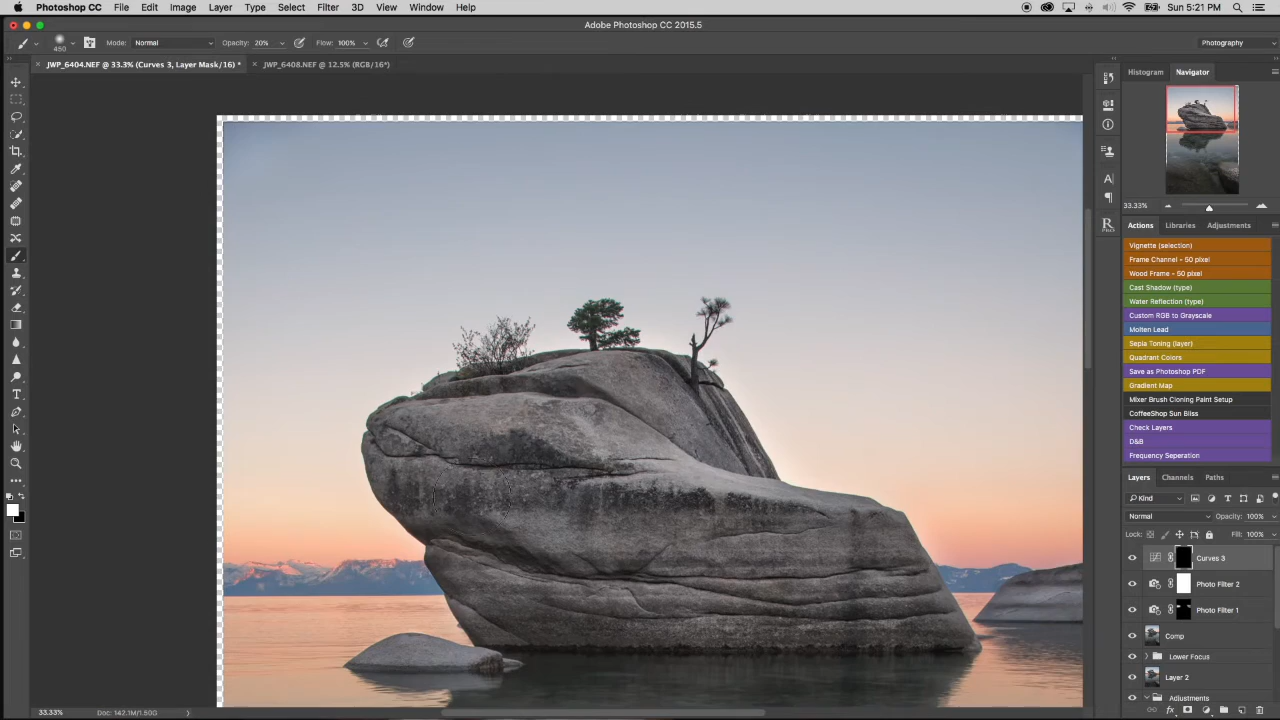 Photoshop CC File Edit Image Layer Type Select Filter 3D View Window Help Sun 5:21 PM
Adobe Photoshop CC 2015.5
450 Mode: Normal Opacity: 20% Flow: 100% Photography
JWP_6404.NEF @ 33.3% (Curves 3, Layer Mask/16) * JWP_6408.NEF @ 12.5% (RGB/16*)
Histogram Navigator
33.33%
Actions Libraries Adjustments
Vignette (selection)
Frame Channel - 50 pixel
Wood Frame - 50 pixel
Cast Shadow (type)
Water Reflection (type)
Custom RGB to Grayscale
Molten Lead
Sepia Toning (layer)
Quadrant Colors
Save as Photoshop PDF
Gradient Map
Mixer Brush Cloning Paint Setup
CoffeeShop Sun Bliss
Check Layers
D&B
Frequency Seperation
Layers Channels Paths
Kind
Normal Opacity: 100%
Lock: Fill: 100%
Curves 3
Photo Filter 2
Photo Filter 1
Comp
Lower Focus
Layer 2
Adjustments
33.33% Doc: 142.1M/1.50G